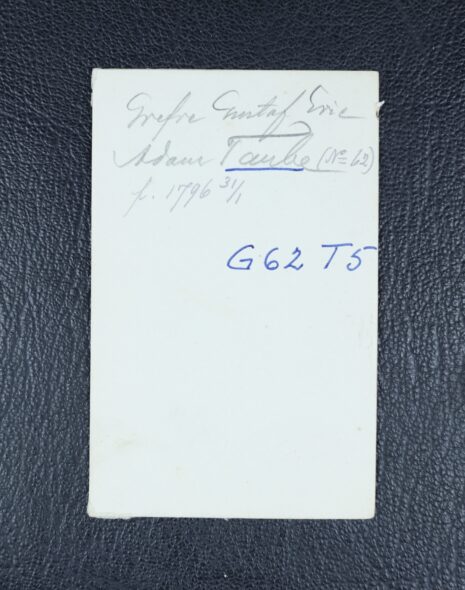 Grefve Gustaf Eric
Adam Taube (No 62)
f. 1796 31/1
G62 T5